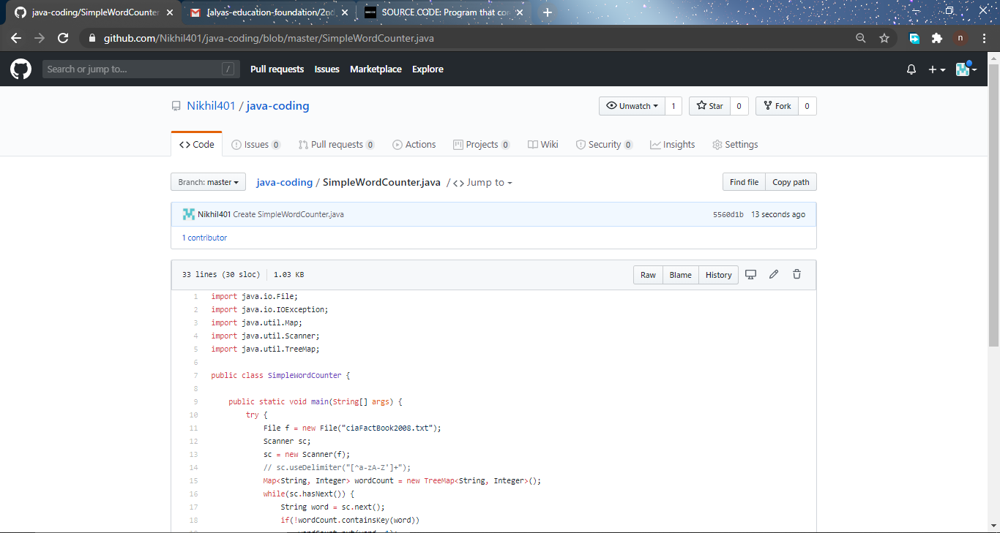 java-coding/SimpleWordCounter
[alyas-education-foundation/2nd
SOURCE CODE: Program that con
github.com/Nikhil401/java-coding/blob/master/SimpleWordCounter.java
n
Search or jump to...
/
Pull requests
Issues
Marketplace
Explore
Nikhil401 / java-coding
Unwatch 1
Star 0
Fork 0
<> Code
Issues 0
Pull requests 0
Actions
Projects 0
Wiki
Security 0
Insights
Settings
Branch: master
java-coding / SimpleWordCounter.java / <> Jump to
Find file
Copy path
Nikhil401 Create SimpleWordCounter.java
5560d1b 13 seconds ago
1 contributor
33 lines (30 sloc) 1.03 KB
Raw
Blame
History
1 import java.io.File;
2 import java.io.IOException;
3 import java.util.Map;
4 import java.util.Scanner;
5 import java.util.TreeMap;
6
7 public class SimpleWordCounter {
8
9 public static void main(String[] args) {
10 try {
11 File f = new File("ciaFactBook2008.txt");
12 Scanner sc;
13 sc = new Scanner(f);
14 // sc.useDelimiter("[^a-zA-Z']+");
15 Map<String, Integer> wordCount = new TreeMap<String, Integer>();
16 while(sc.hasNext()) {
17 String word = sc.next();
18 if(!wordCount.containsKey(word))